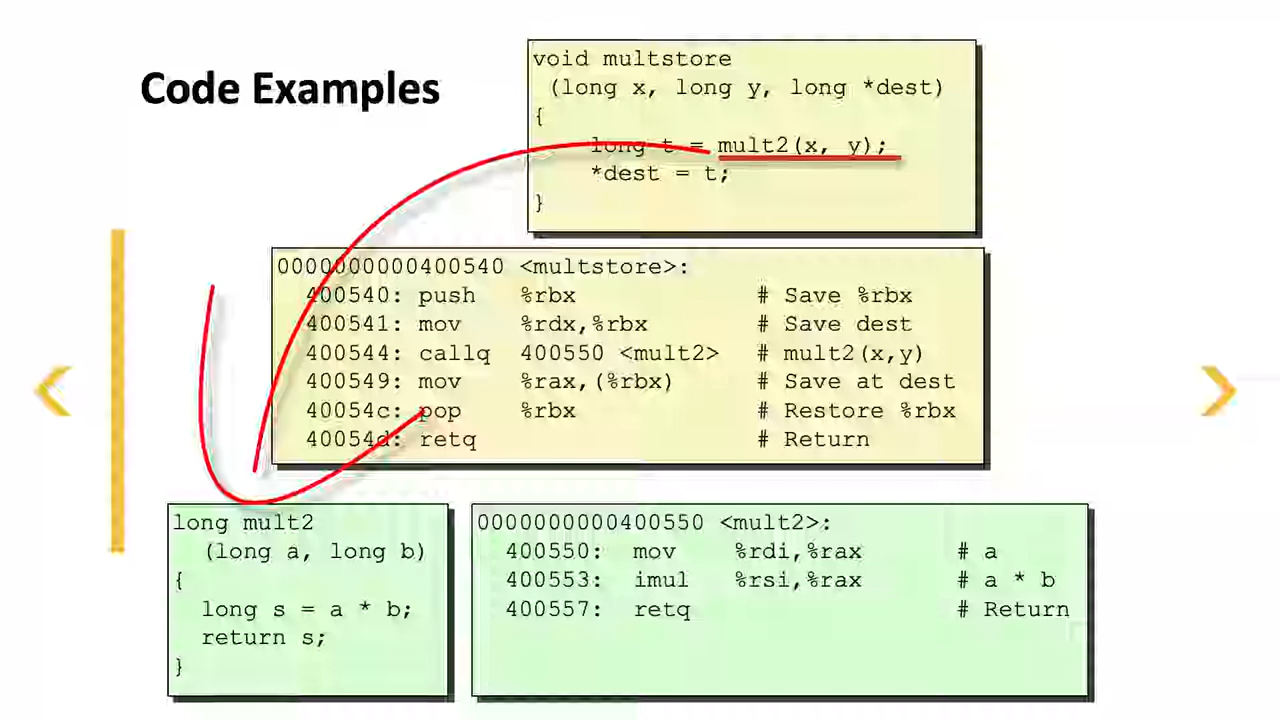 Code Examples
void multstore
(long x, long y, long *dest)
{
long t = mult2(x, y);
*dest = t;
}
0000000000400540 <multstore>:
400540: push %rbx # Save %rbx
400541: mov %rdx,%rbx # Save dest
400544: callq 400550 <mult2> # mult2(x,y)
400549: mov %rax,(%rbx) # Save at dest
40054c: pop %rbx # Restore %rbx
40054d: retq # Return
long mult2
(long a, long b)
{
long s = a * b;
return s;
}
0000000000400550 <mult2>:
400550: mov %rdi,%rax # a
400553: imul %rsi,%rax # a * b
400557: retq # Return